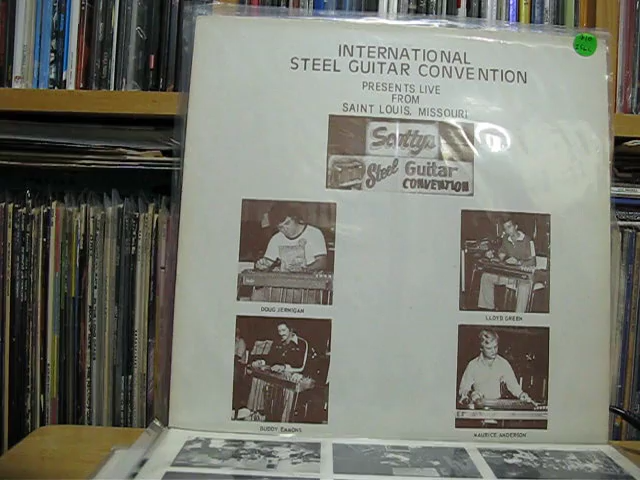 INTERNATIONAL
STEEL GUITAR CONVENTION
PRESENTS LIVE
FROM
SAINT LOUIS, MISSOURI
Scotty's
Steel Guitar
CONVENTION
DOUG JERNIGAN
LLOYD GREEN
BUDDY EMMONS
MAURICE ANDERSON